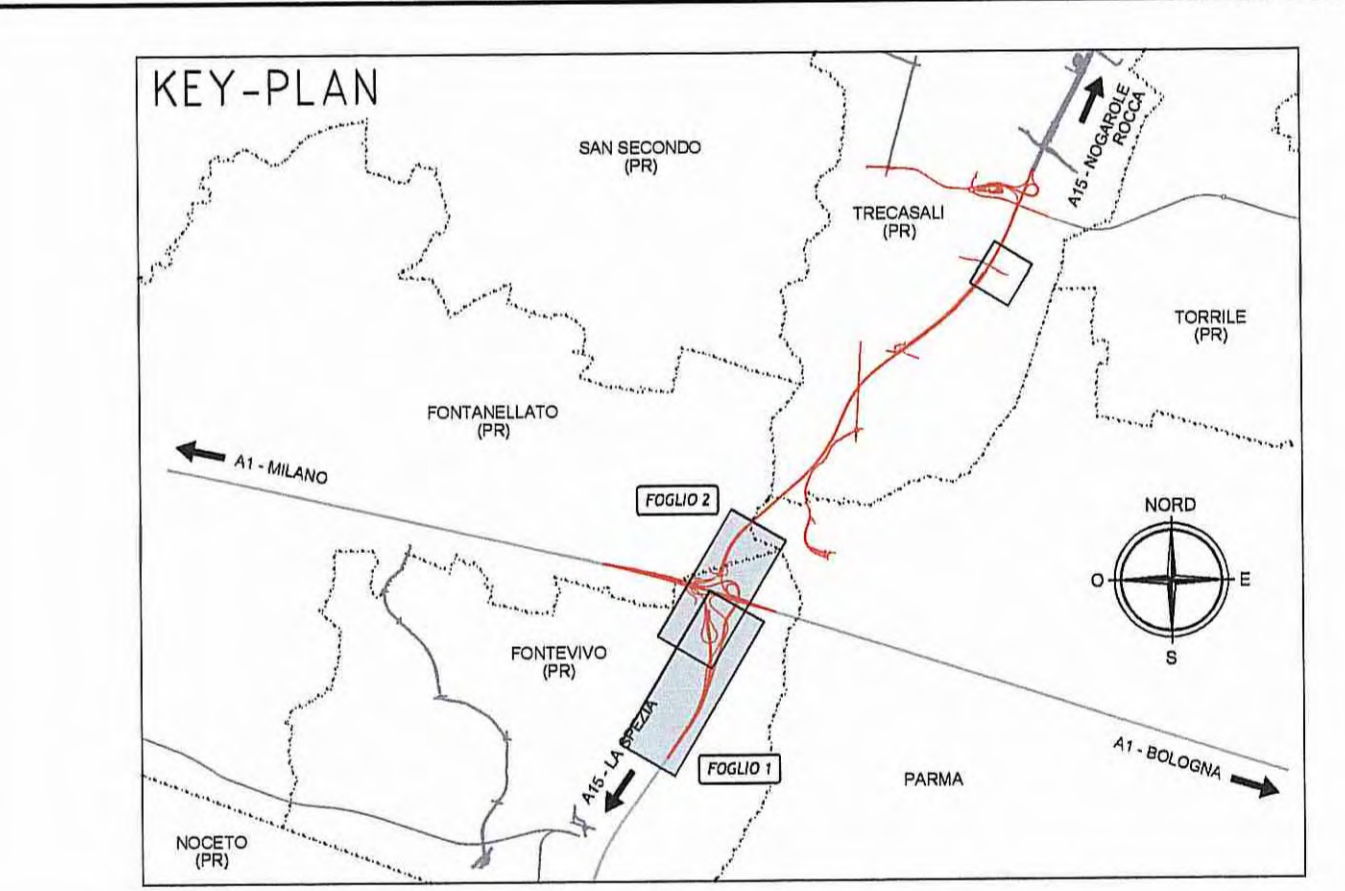 KEY-PLAN
SAN SECONDO
(PR)
A15 - NOGAROLE
ROCCA
TRECASALI
(PR)
TORRILE
(PR)
FONTANELLATO
(PR)
A1 - MILANO
FOGLIO 2
NORD
O
E
S
FONTEVIVO
(PR)
A15 - LA SPEZIA
FOGLIO 1
A1 - BOLOGNA
PARMA
NOCETO
(PR)